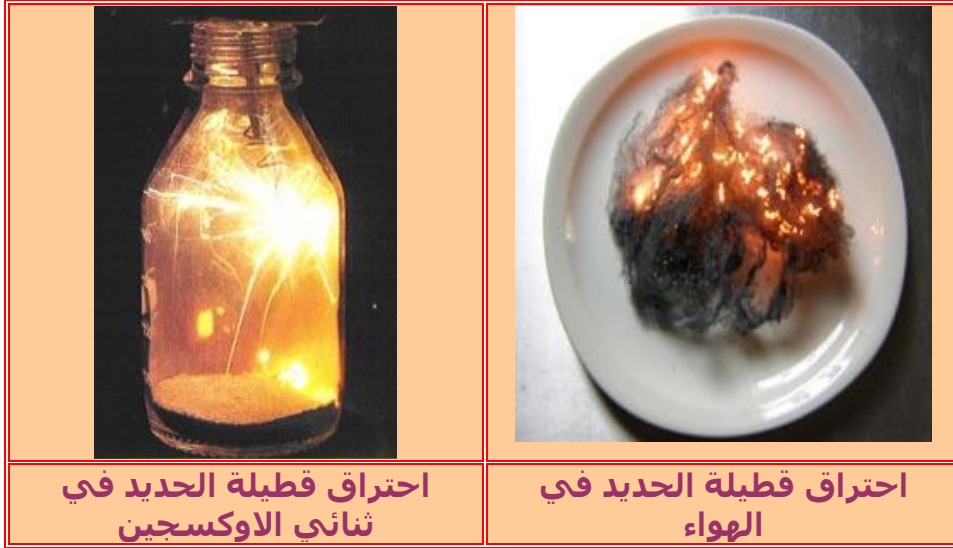 احتراق قطيلة الحديد في
الهواء
احتراق قطيلة الحديد في
ثنائي الاوكسجين